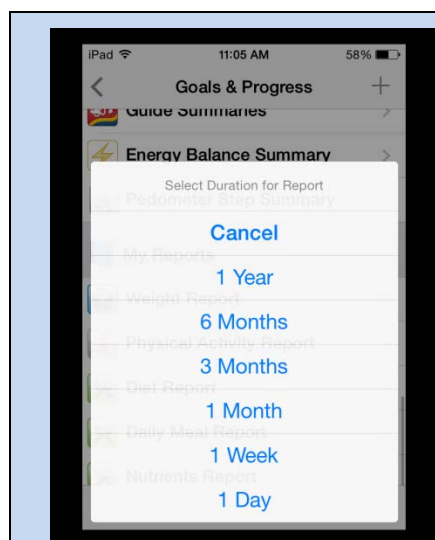 iPad 11:05 AM 58%
Goals & Progress
Guide Summaries
Energy Balance Summary
Select Duration for Report
Pedometer Step Summary
Cancel
My Reports
1 Year
Weight Report
6 Months
Physical Activity Report
3 Months
Diet Report
1 Month
Daily Meal Report
1 Week
Nutrients Report
1 Day